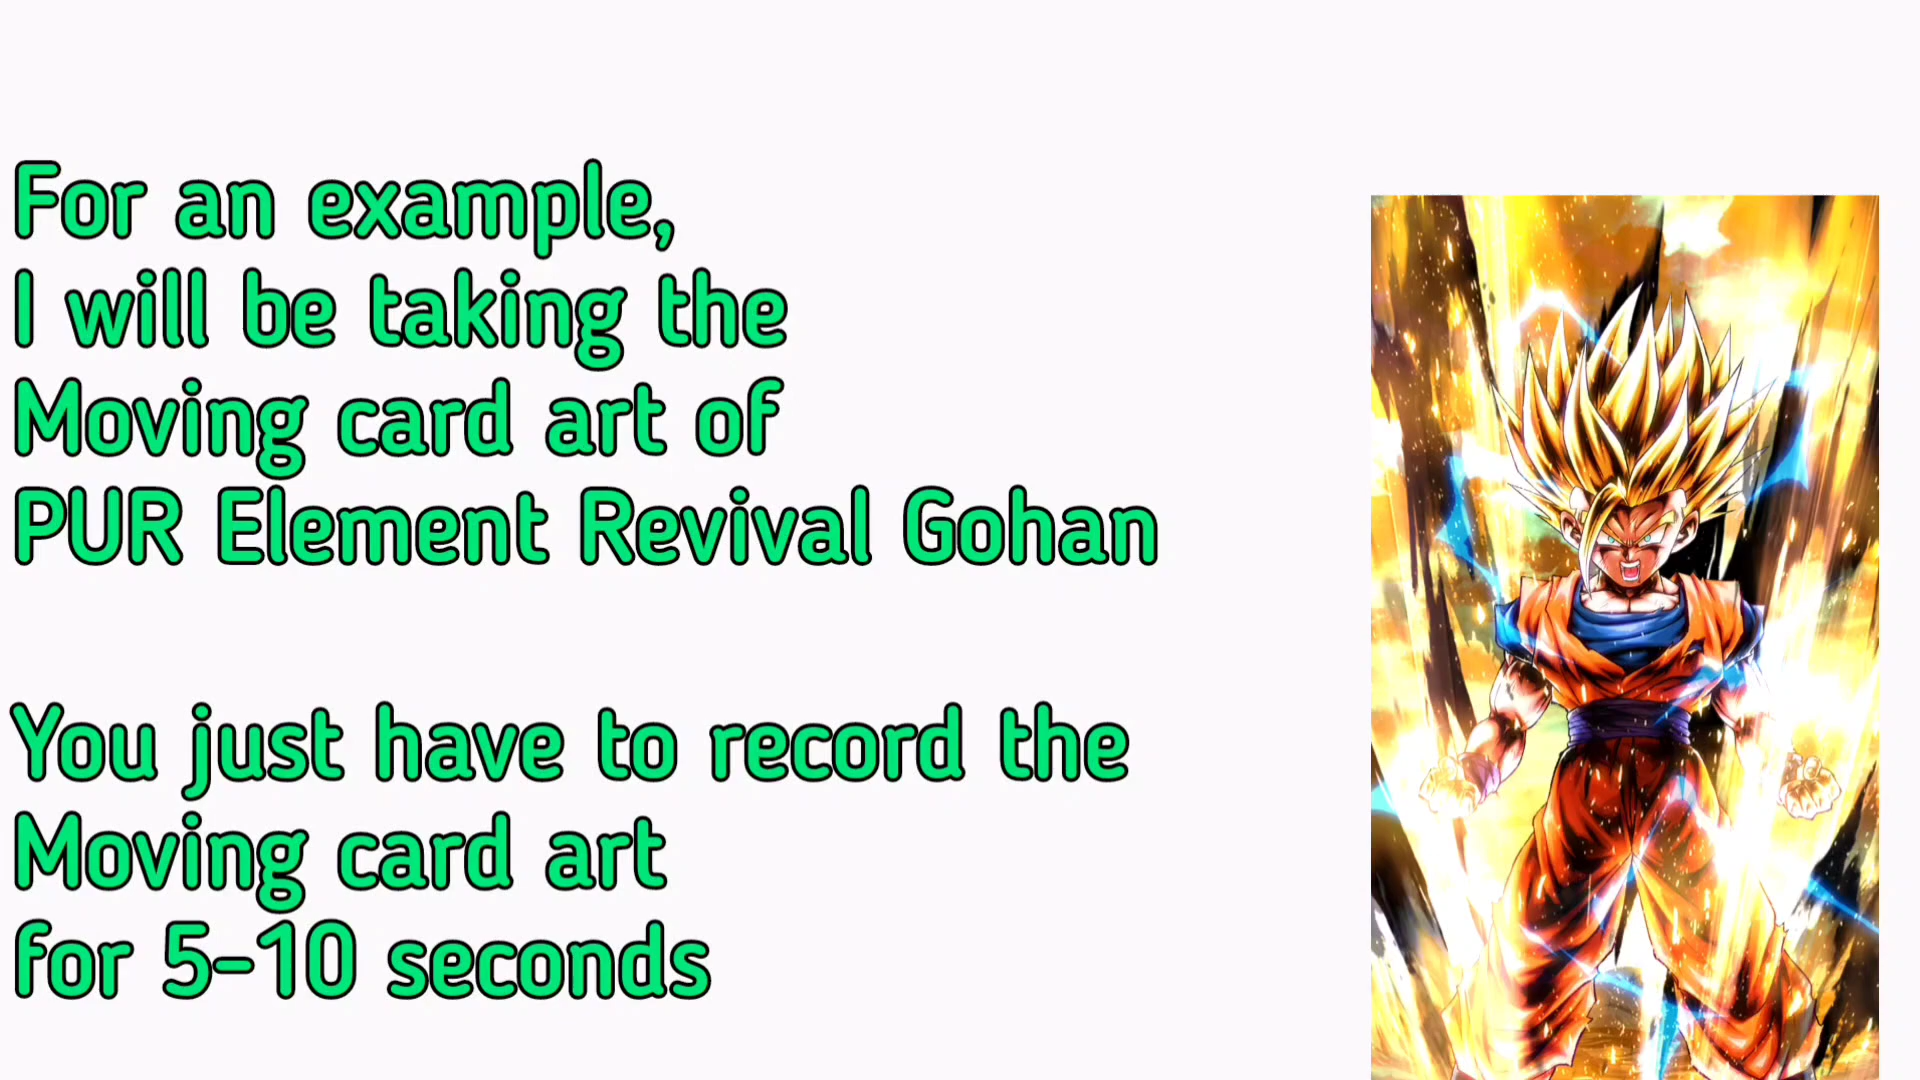 For an example,
I will be taking the
Moving card art of
PUR Element Revival Gohan
You just have to record the
Moving card art
for 5-10 seconds